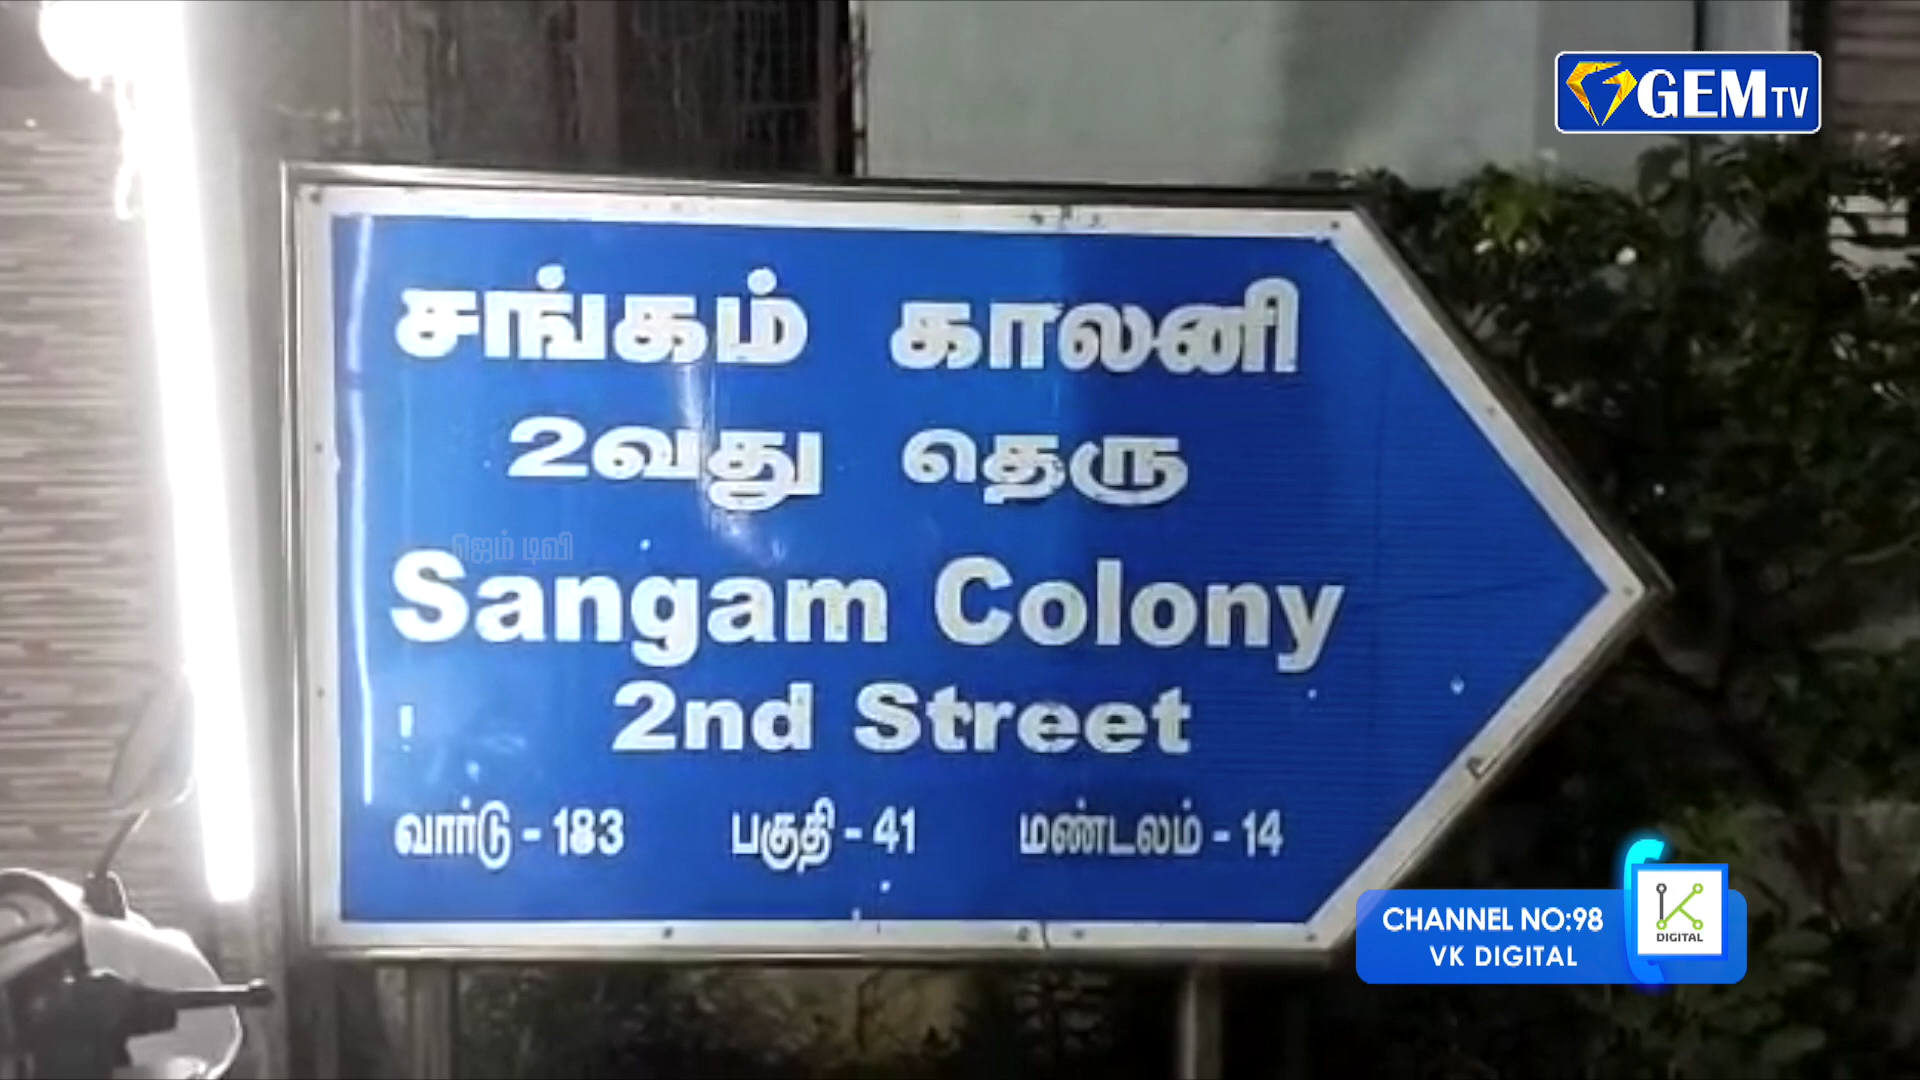 GEM TV
சங்கம் காலனி
2வது தெரு
ஜெம் டிவி
Sangam Colony
2nd Street
வார்டு - 183 பகுதி - 41 மண்டலம் - 14
CHANNEL NO:98
VK DIGITAL
K DIGITAL